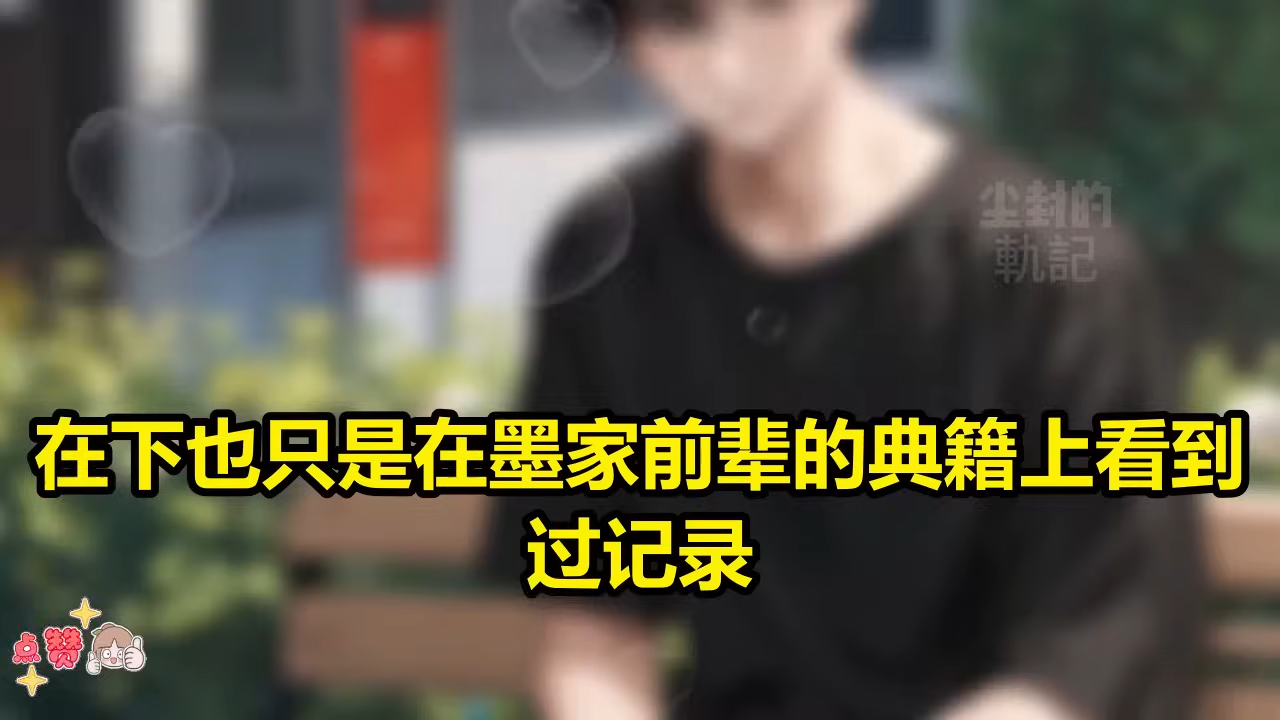 尘封的
軌記
在下也只是在墨家前辈的典籍上看到
过记录
点赞